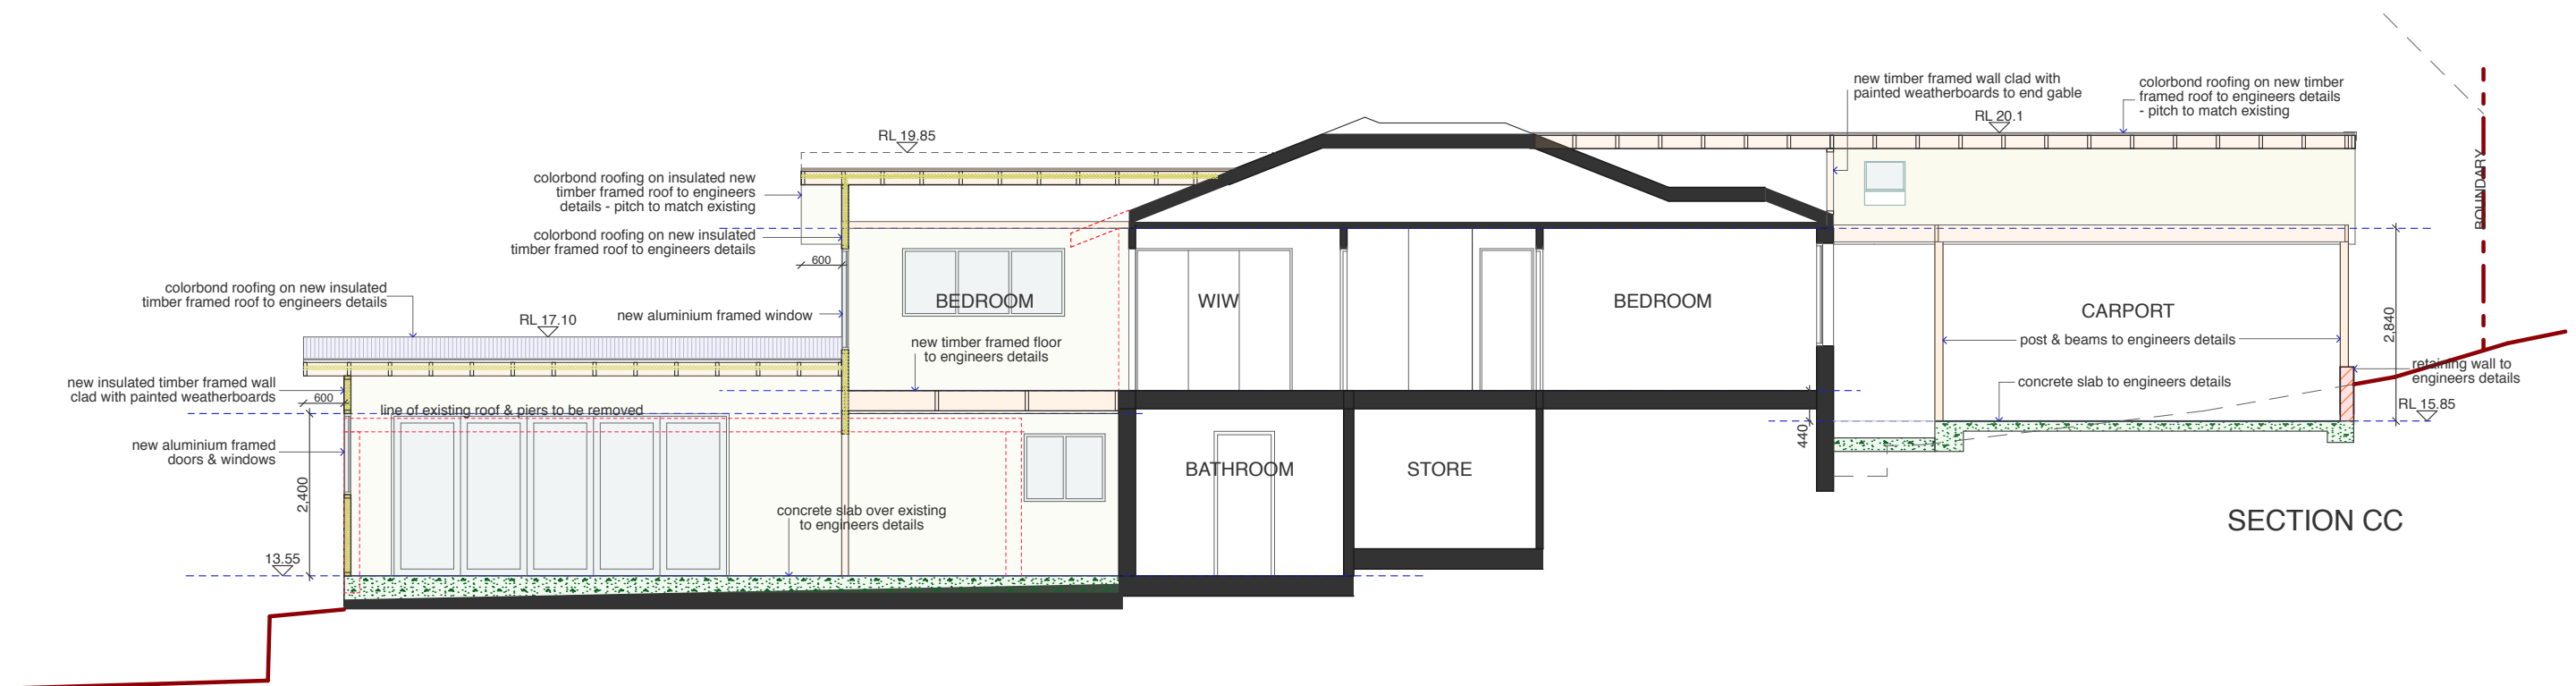 new timber framed wall clad with
painted weatherboards to end gable
colorbond roofing on new timber
framed roof to engineers details
- pitch to match existing
RL 20.1
RL 19.85
BOUNDARY
colorbond roofing on insulated new
timber framed roof to engineers
details - pitch to match existing
colorbond roofing on new insulated
timber framed roof to engineers details
600
colorbond roofing on new insulated
timber framed roof to engineers details
RL 17.10
new aluminium framed window
BEDROOM
WIW
BEDROOM
CARPORT
2,840
post & beams to engineers details
new timber framed floor
to engineers details
retaining wall to
engineers details
concrete slab to engineers details
RL 15.85
new insulated timber framed wall
clad with painted weatherboards
600
line of existing roof & piers to be removed
440
new aluminium framed
doors & windows
BATHROOM
STORE
2,400
concrete slab over existing
to engineers details
SECTION CC
13.55